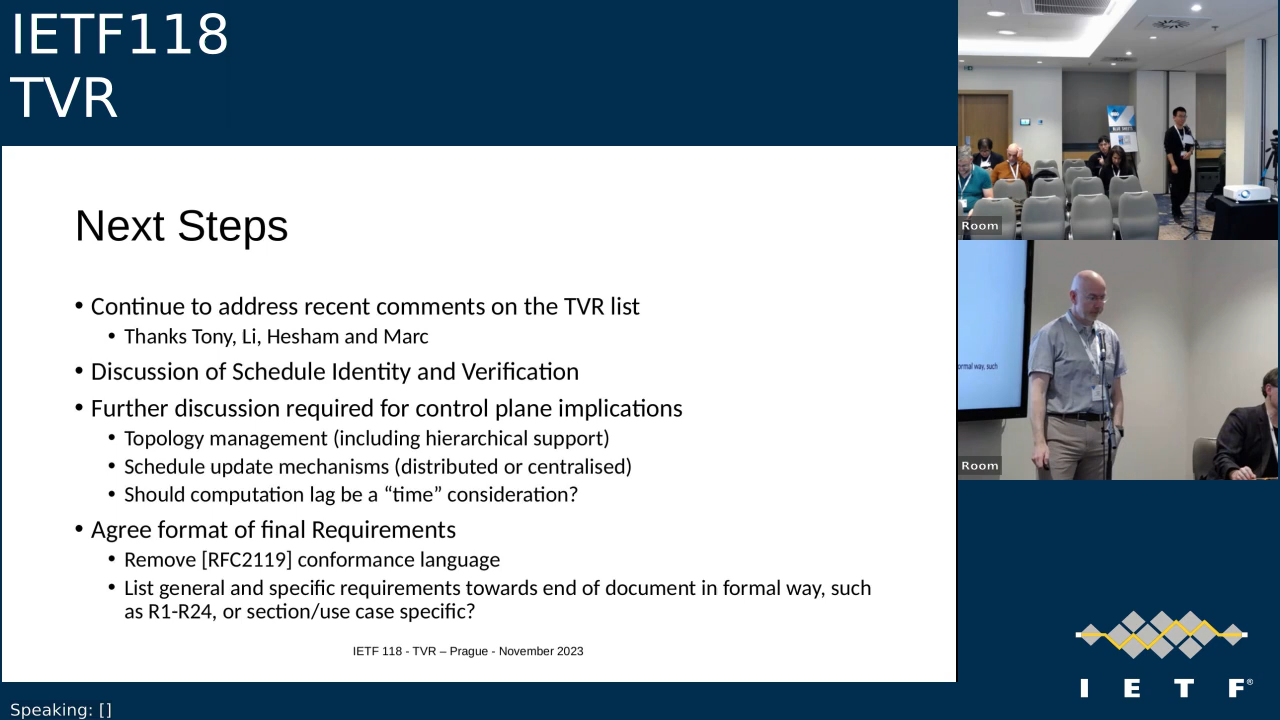 IETF118
TVR
Next Steps
• Continue to address recent comments on the TVR list
• Thanks Tony, Li, Hesham and Marc
• Discussion of Schedule Identity and Verification
• Further discussion required for control plane implications
• Topology management (including hierarchical support)
• Schedule update mechanisms (distributed or centralised)
• Should computation lag be a “time” consideration?
• Agree format of final Requirements
• Remove [RFC2119] conformance language
• List general and specific requirements towards end of document in formal way, such
as R1-R24, or section/use case specific?
IETF 118 - TVR – Prague - November 2023
Room
ormal way, such
Room
I E T F®
Speaking: []